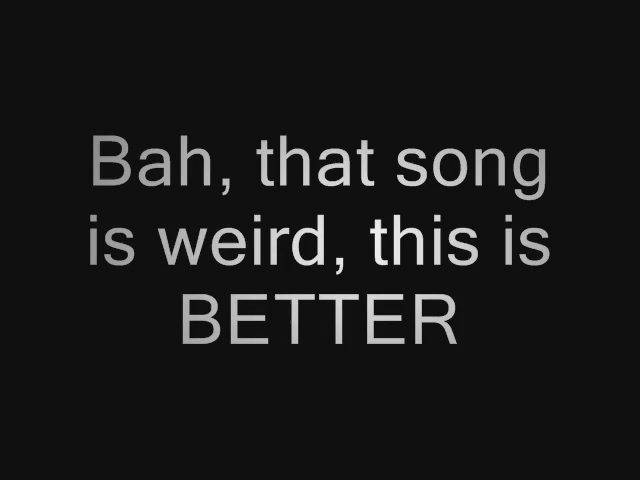 Bah, that song
is weird, this is
BETTER